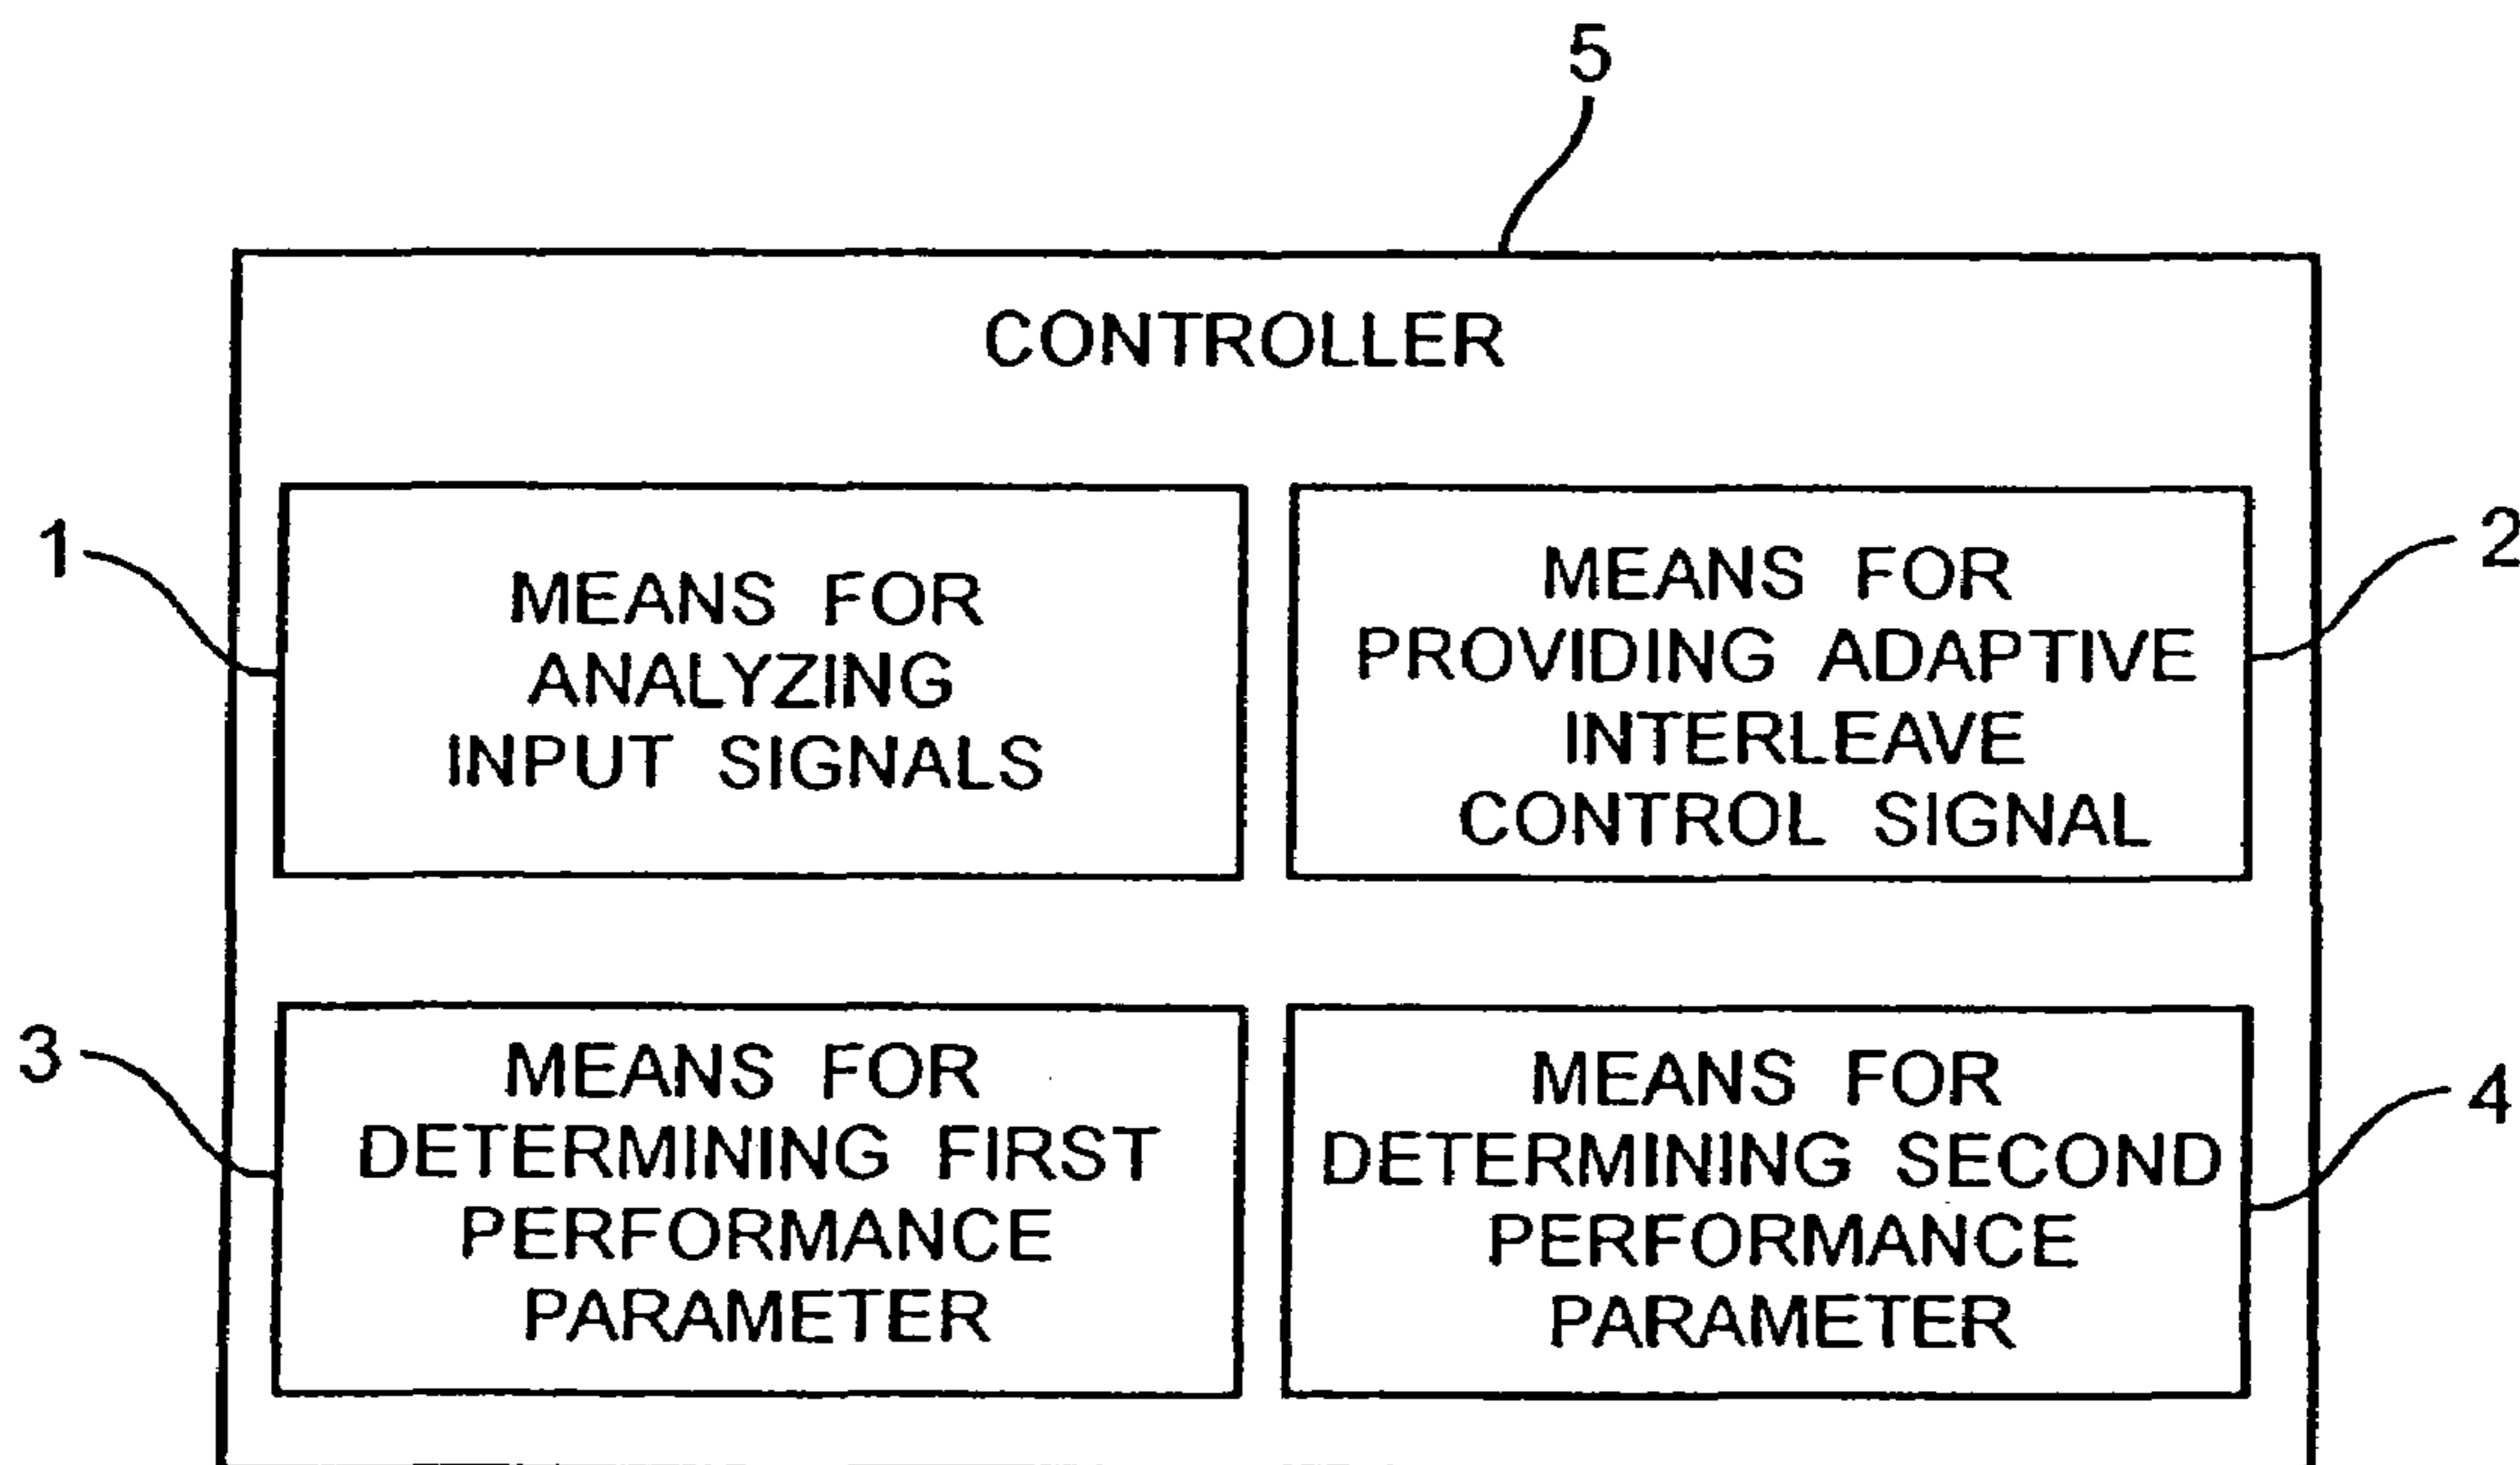 5
CONTROLLER
1
MEANS FOR
ANALYZING
INPUT SIGNALS
2
MEANS FOR
PROVIDING ADAPTIVE
INTERLEAVE
CONTROL SIGNAL
3
MEANS FOR
DETERMINING FIRST
PERFORMANCE
PARAMETER
4
MEANS FOR
DETERMINING SECOND
PERFORMANCE
PARAMETER